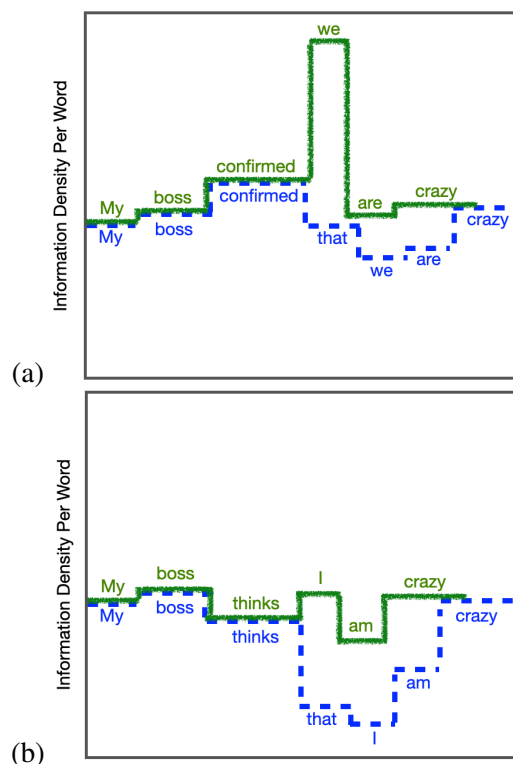 we
confirmed
My
boss
are
crazy
My
boss
confirmed
that
we
are
crazy
Information Density Per Word
(a)
My
boss
thinks
I
am
crazy
My
boss
thinks
that
I
am
crazy
Information Density Per Word
(b)